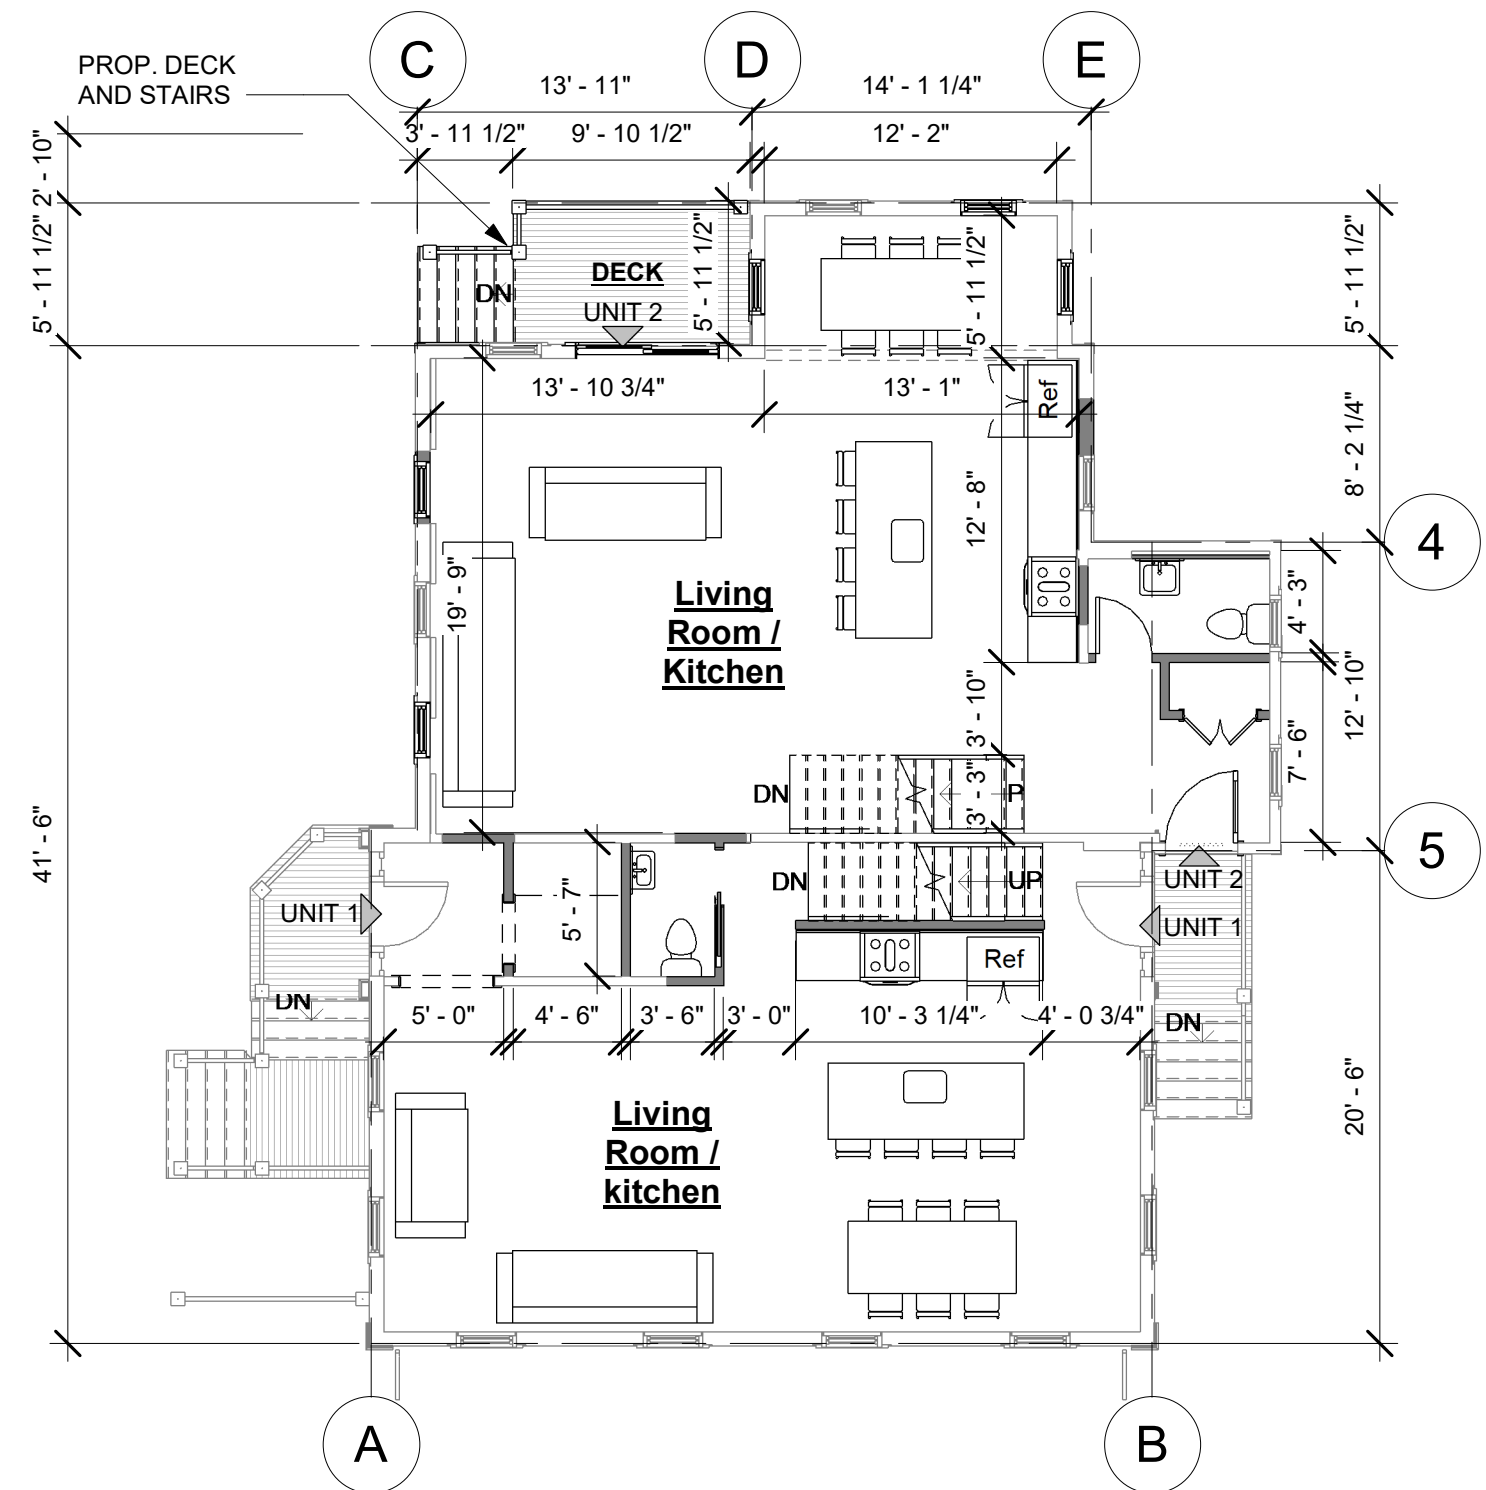 C
D
E
PROP. DECK
AND STAIRS
13' - 11"
14' - 1 1/4"
3' - 11 1/2"
9' - 10 1/2"
12' - 2"
2' - 10"
5' - 11 1/2"
5' - 11 1/2"
5' - 11 1/2"
5' - 11 1/2"
DECK
DN
UNIT 2
13' - 10 3/4"
13' - 1"
Ref
8' - 2 1/4"
12' - 8"
4
19' - 9"
Living
Room /
Kitchen
4' - 3"
12' - 10"
3' - 10"
7' - 6"
DN
3' - 3"
P
41' - 6"
5
DN
UP
UNIT 2
UNIT 1
5' - 7"
UNIT 1
Ref
DN
5' - 0"
4' - 6"
3' - 6"
3' - 0"
10' - 3 1/4"
4' - 0 3/4"
DN
20' - 6"
Living
Room /
kitchen
A
B